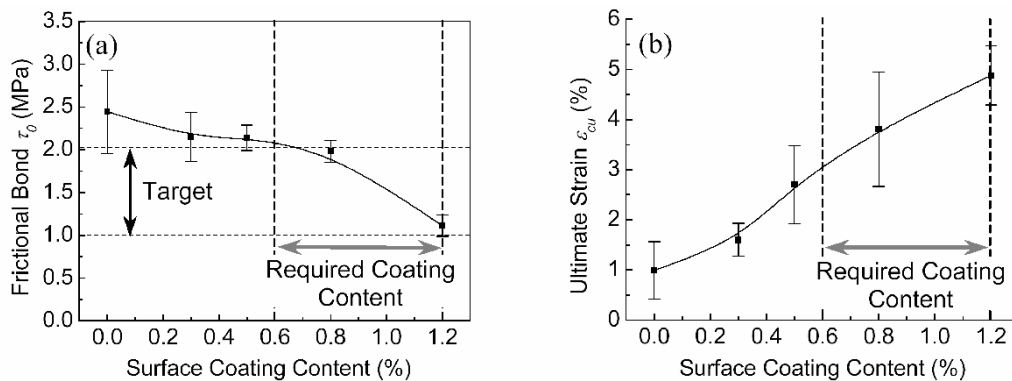 (a)
Frictional Bond τ0 (MPa)
3.5
3.0
2.5
2.0
1.5
1.0
0.5
0.0
Target
Required Coating
Content
0.0 0.2 0.4 0.6 0.8 1.0 1.2
Surface Coating Content (%)
(b)
Ultimate Strain εcu (%)
6
5
4
3
2
1
0
Required Coating
Content
0.0 0.2 0.4 0.6 0.8 1.0 1.2
Surface Coating Content (%)